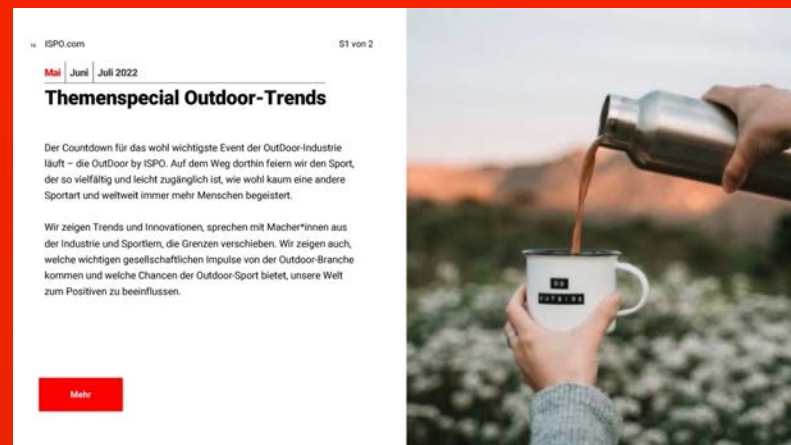 16 ISPO.com
S1 von 2
Mai | Juni | Juli 2022
Themenspecial Outdoor-Trends
Der Countdown für das wohl wichtigste Event der OutDoor-Industrie
läuft – die OutDoor by ISPO. Auf dem Weg dorthin feiern wir den Sport,
der so vielfältig und leicht zugänglich ist, wie wohl kaum eine andere
Sportart und weltweit immer mehr Menschen begeistert.
Wir zeigen Trends und Innovationen, sprechen mit Macher*innen aus
der Industrie und Sportlern, die Grenzen verschieben. Wir zeigen auch,
welche wichtigen gesellschaftlichen Impulse von der Outdoor-Branche
kommen und welche Chancen der Outdoor-Sport bietet, unsere Welt
zum Positiven zu beeinflussen.
Mehr
GO
OUTSIDE